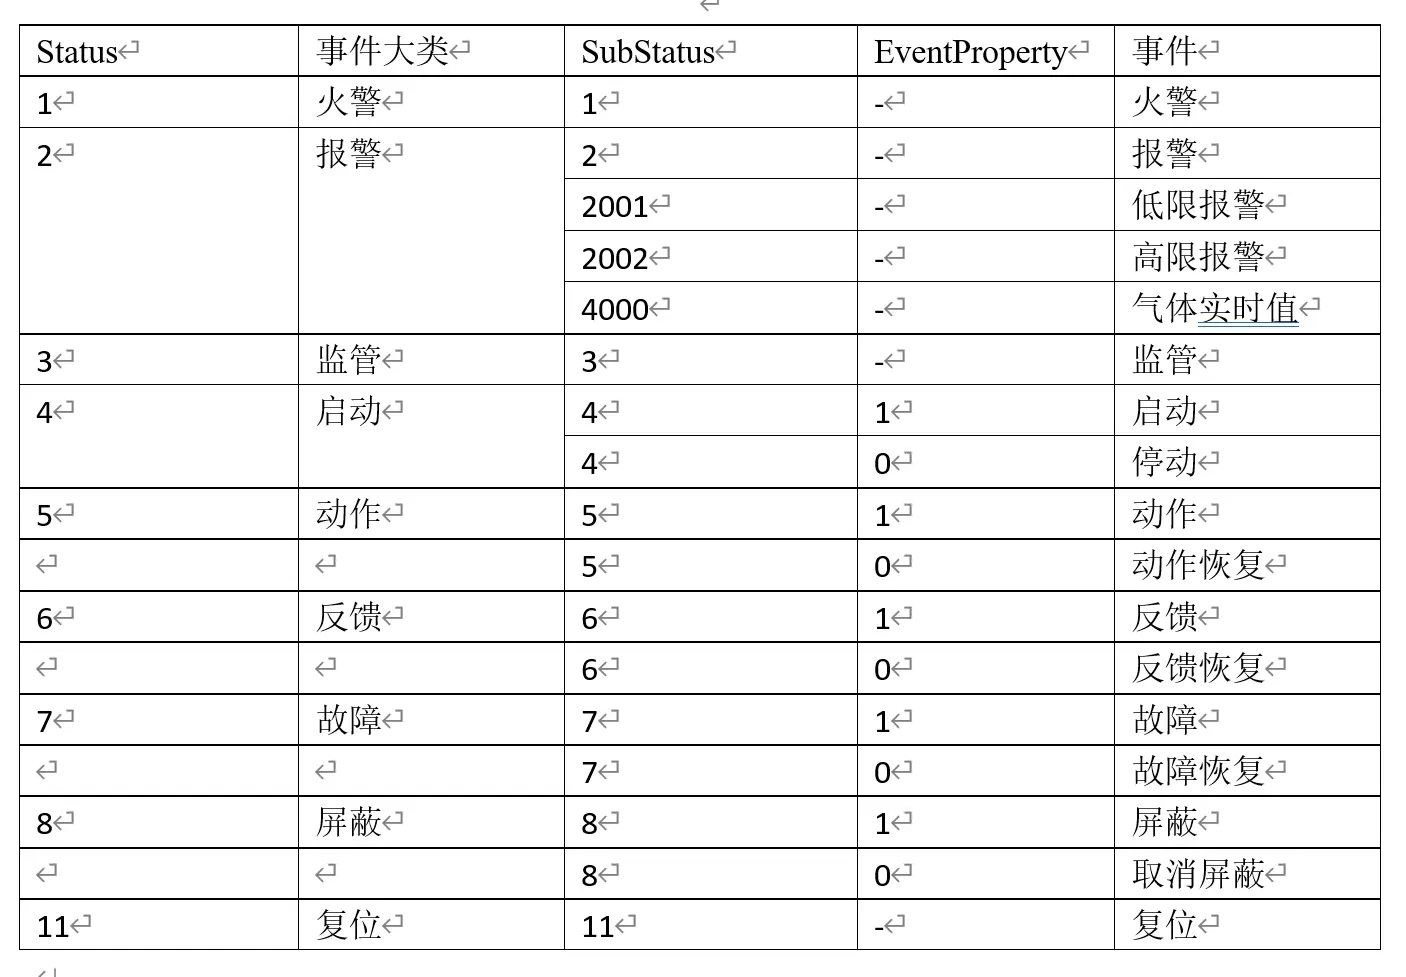 Status 事件大类 SubStatus EventProperty 事件
1 火警 1 - 火警
2 报警 2 - 报警
2001 - 低限报警
2002 - 高限报警
4000 - 气体实时值
3 监管 3 - 监管
4 启动 4 1 启动
4 0 停动
5 动作 5 1 动作
5 0 动作恢复
6 反馈 6 1 反馈
6 0 反馈恢复
7 故障 7 1 故障
7 0 故障恢复
8 屏蔽 8 1 屏蔽
8 0 取消屏蔽
11 复位 11 - 复位